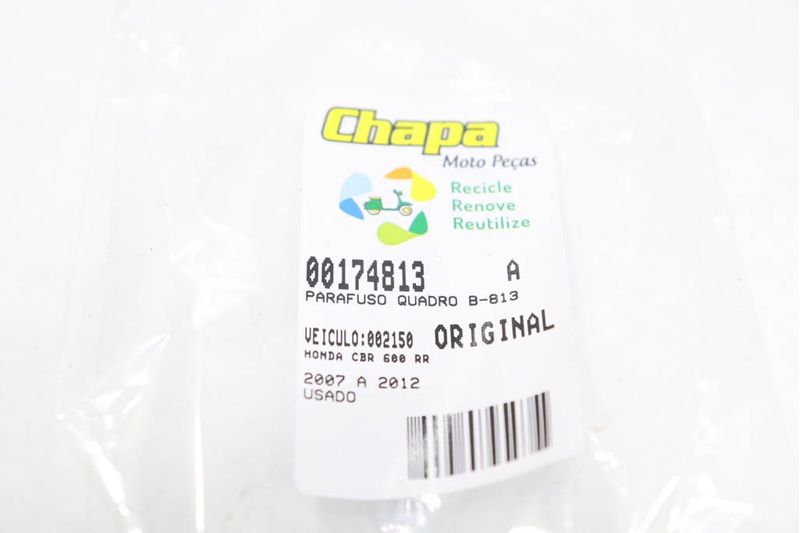 Chapa
Moto Peças
Recicle
Renove
Reutilize
00174813 A
PARAFUSO QUADRO B-813
VEICULO:002150 ORIGINAL
HONDA CBR 600 RR
2007 A 2012
USADO